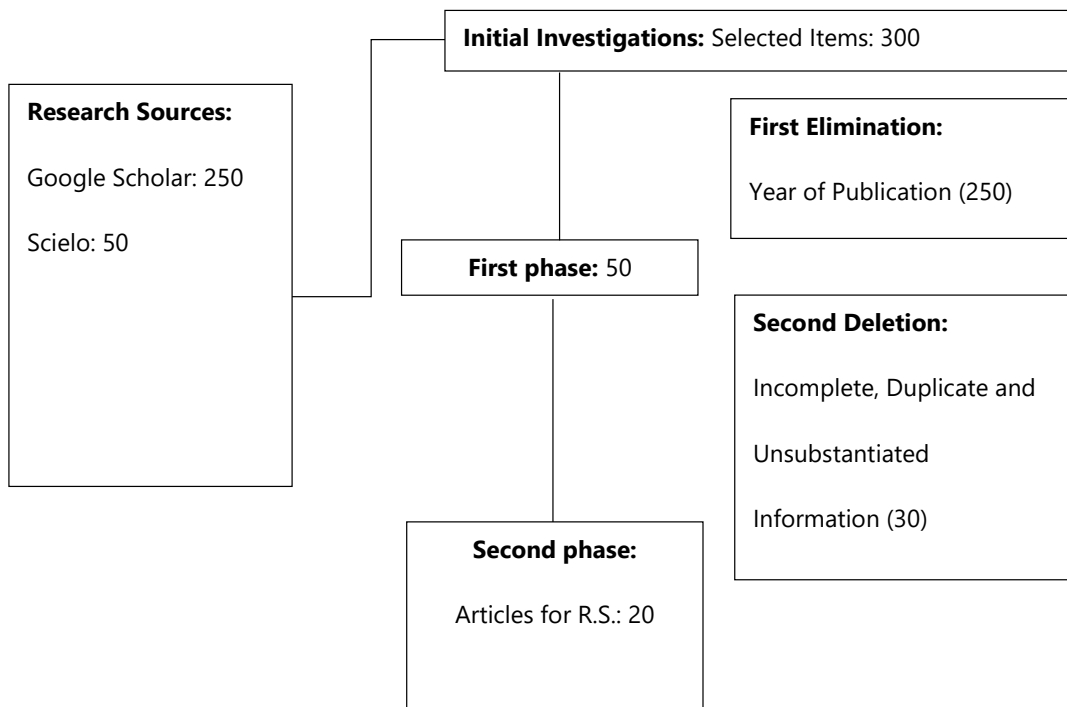 Initial Investigations: Selected Items: 300
Research Sources:
Google Scholar: 250
Scielo: 50
First Elimination:
Year of Publication (250)
First phase: 50
Second Deletion:
Incomplete, Duplicate and
Unsubstantiated
Information (30)
Second phase:
Articles for R.S.: 20